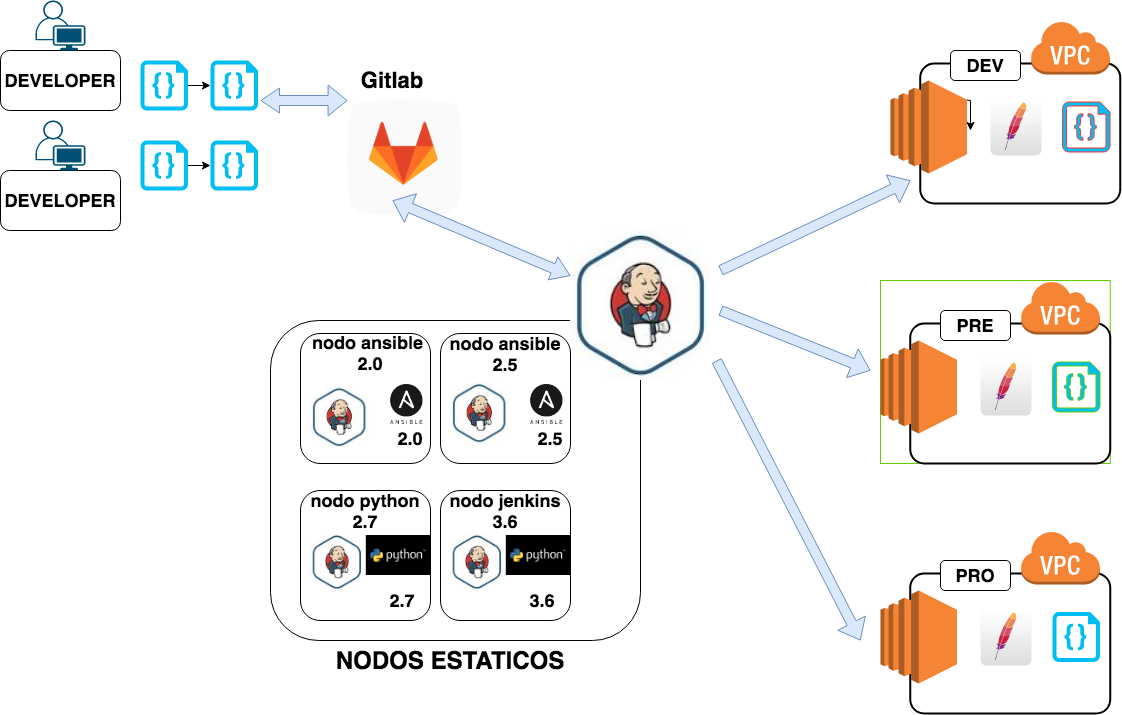 DEVELOPER
Gitlab
DEVELOPER
DEV
VPC
PRE
VPC
nodo ansible
2.0
ANSIBLE
2.0
nodo ansible
2.5
ANSIBLE
2.5
nodo python
2.7
python
2.7
nodo jenkins
3.6
python
3.6
NODOS ESTATICOS
PRO
VPC